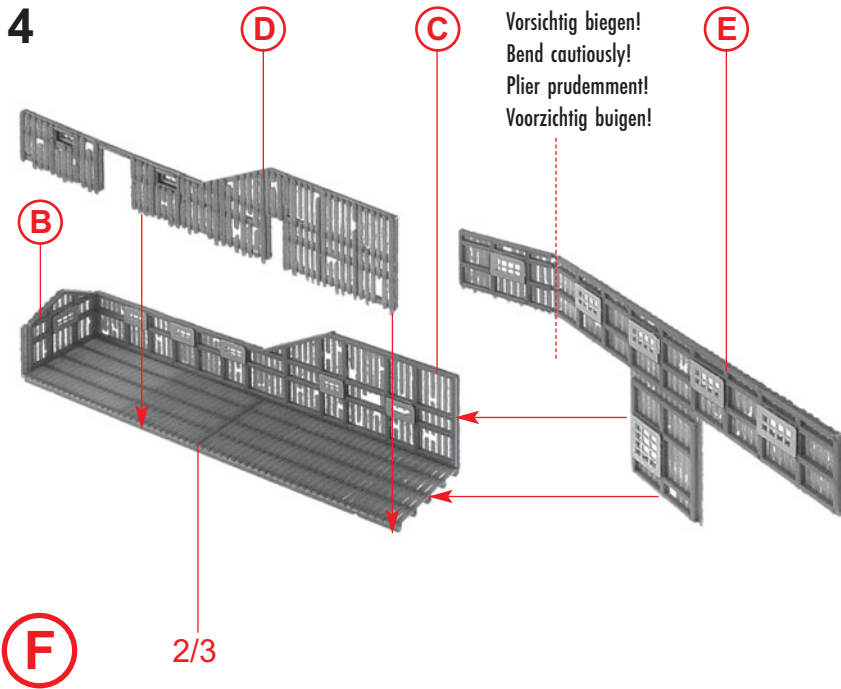 4
D
C
Vorsichtig biegen!
Bend cautiously!
Plier prudemment!
Voorzichtig buigen!
E
B
F
2/3